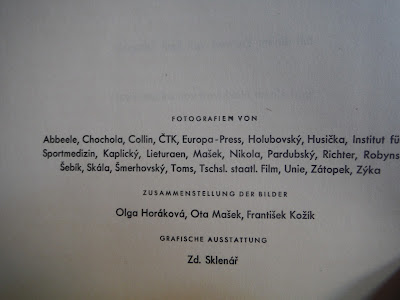 FOTOGRAFIEN VON
Abbeele, Chochola, Collin, ČTK, Europa-Press, Holubovský, Husička, Institut für
Sportmedizin, Kaplický, Lieturaen, Mašek, Nikola, Pardubský, Richter, Robyns
Šebík, Skála, Šmerhovský, Toms, Tschsl. staatl. Film, Unie, Zátopek, Zýka
ZUSAMMENSTELLUNG DER BILDER
Olga Horáková, Ota Mašek, František Kožík
GRAFISCHE AUSSTATTUNG
Zd. Sklenář